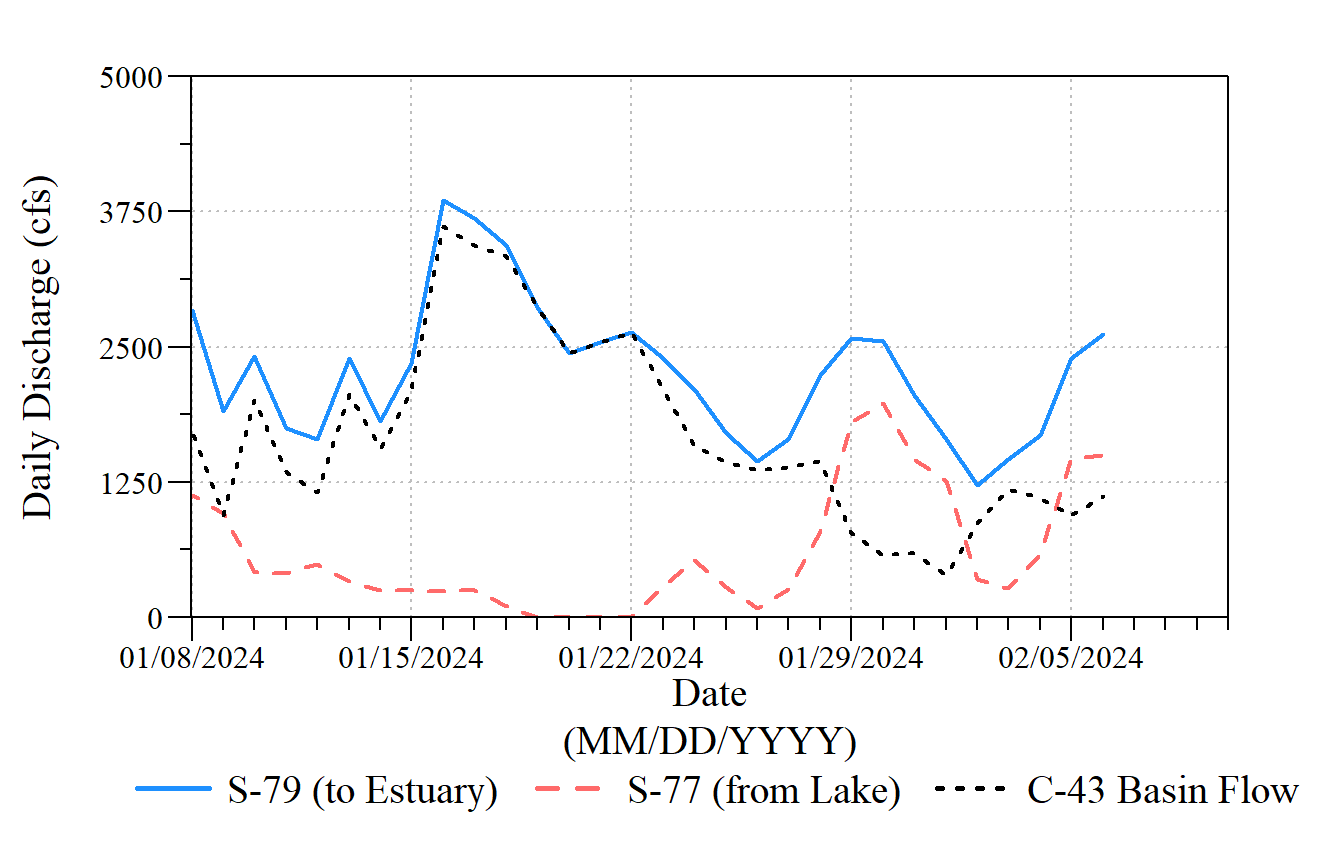 5000
3750
2500
1250
0
Daily Discharge (cfs)
01/08/2024 01/15/2024 01/22/2024 01/29/2024 02/05/2024
Date
(MM/DD/YYYY)
S-79 (to Estuary) S-77 (from Lake) C-43 Basin Flow